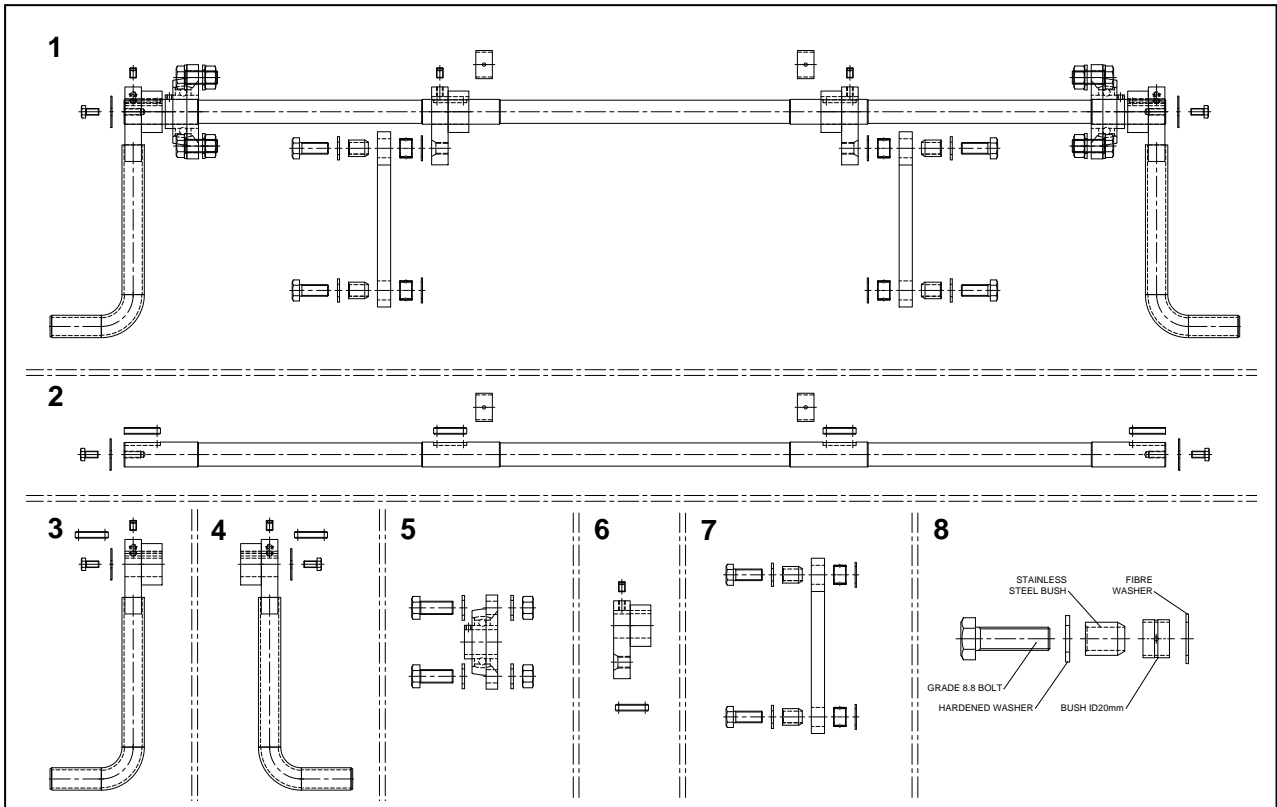 1
2
3
4
5
6
7
8
STAINLESS
STEEL BUSH
FIBRE
WASHER
GRADE 8.8 BOLT
HARDENED WASHER
BUSH ID20mm